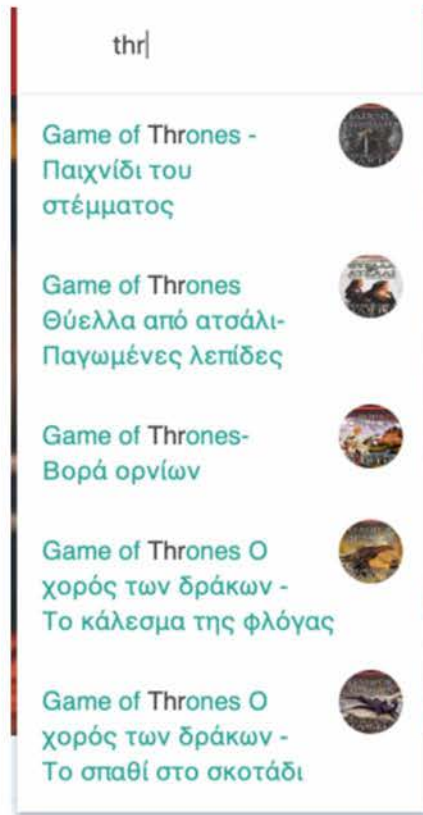 thr
Game of Thrones -
Παιχνίδι του
στέμματος
Game of Thrones
Θύελλα από ατσάλι-
Παγωμένες λεπίδες
Game of Thrones-
Βορά ορνίων
Game of Thrones Ο
χορός των δράκων -
Το κάλεσμα της φλόγας
Game of Thrones Ο
χορός των δράκων -
Το σπαθί στο σκοτάδι